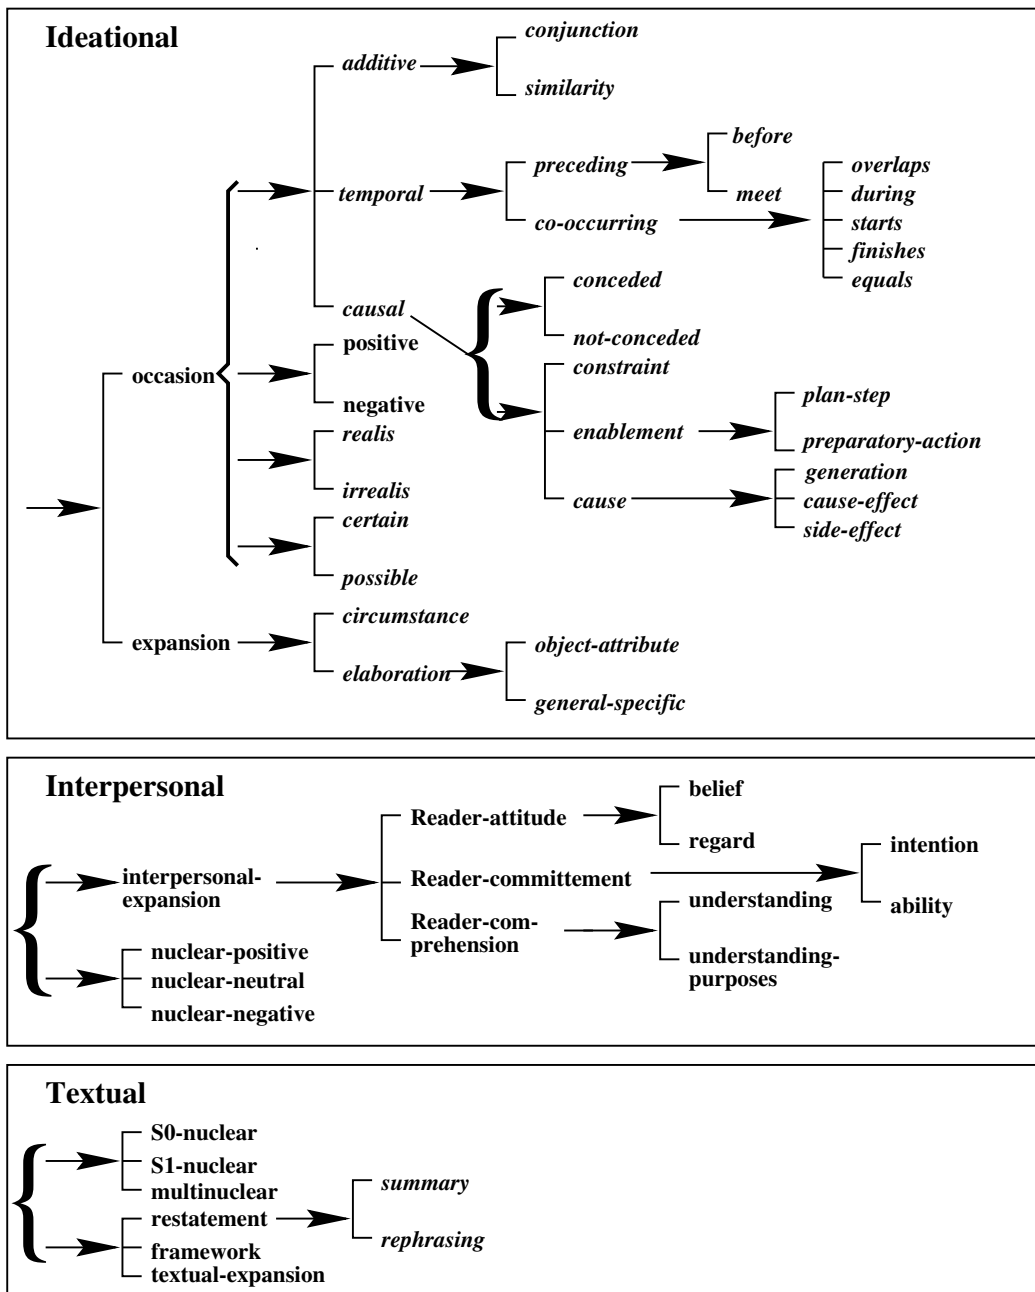 Ideational
conjunction
additive
similarity
before
preceding
overlaps
temporal
meet
during
co-occurring
starts
finishes
conceded
equals
causal
positive
not-conceded
occasion
constraint
negative
plan-step
realis
enablement
preparatory-action
generation
irrealis
cause
cause-effect
certain
side-effect
possible
circumstance
expansion
object-attribute
elaboration
general-specific
Interpersonal
belief
Reader-attitude
regard
intention
interpersonal-
expansion
Reader-committement
understanding
ability
Reader-com-
prehension
nuclear-positive
understanding-
purposes
nuclear-neutral
nuclear-negative
Textual
S0-nuclear
S1-nuclear
summary
multinuclear
restatement
rephrasing
framework
textual-expansion